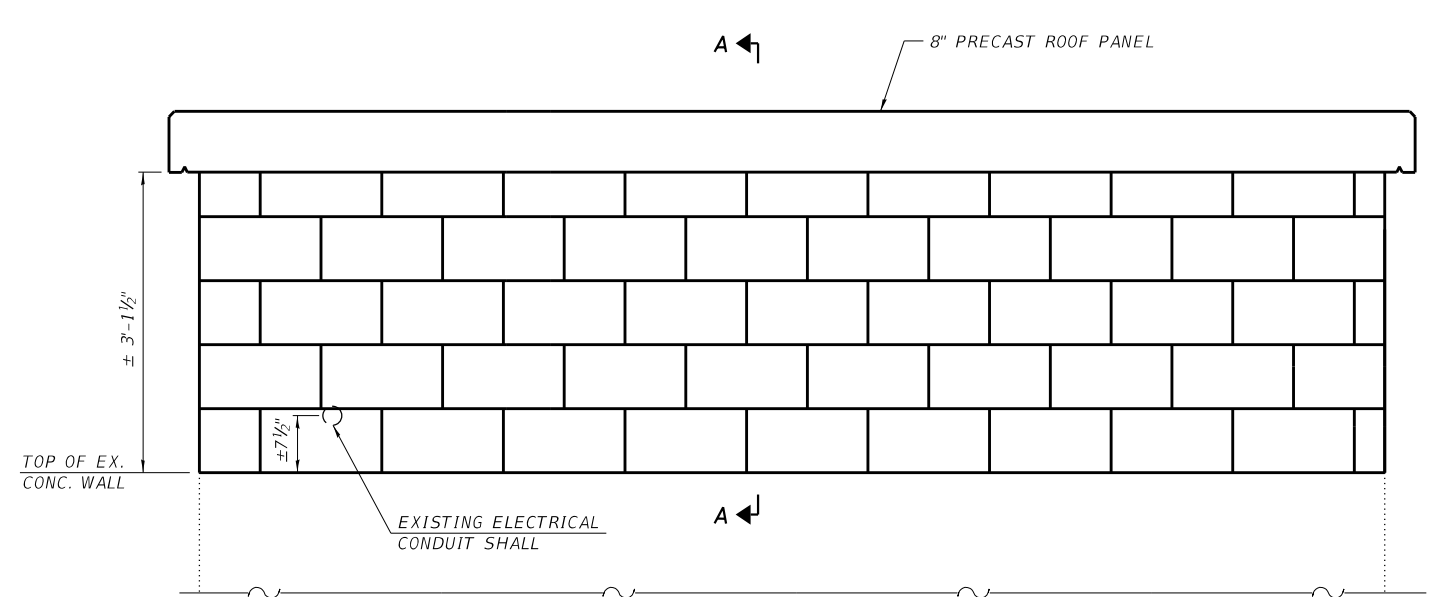 A
8" PRECAST ROOF PANEL
± 3'-1½"
±7½"
TOP OF EX.
CONC. WALL
A
EXISTING ELECTRICAL
CONDUIT SHALL